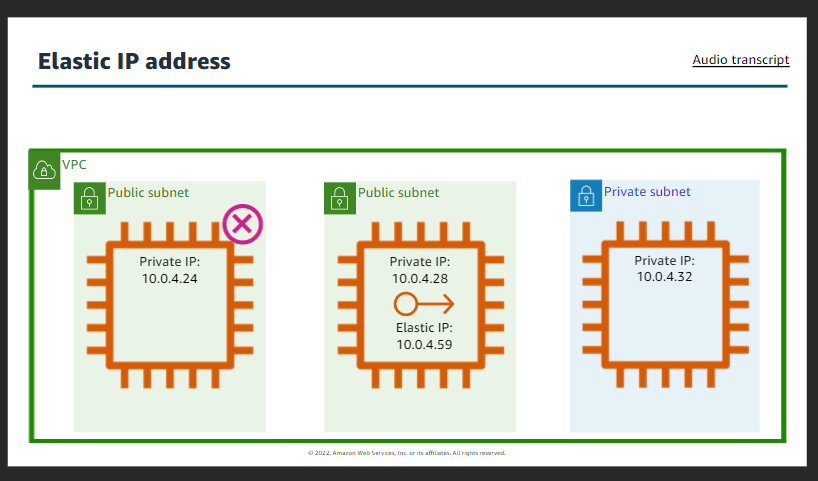 Elastic IP address
Audio transcript
VPC
Public subnet
Private IP:
10.0.4.24
Public subnet
Private IP:
10.0.4.28
Elastic IP:
10.0.4.59
Private subnet
Private IP:
10.0.4.32
© 2022, Amazon Web Services, Inc. or its affiliates. All rights reserved.